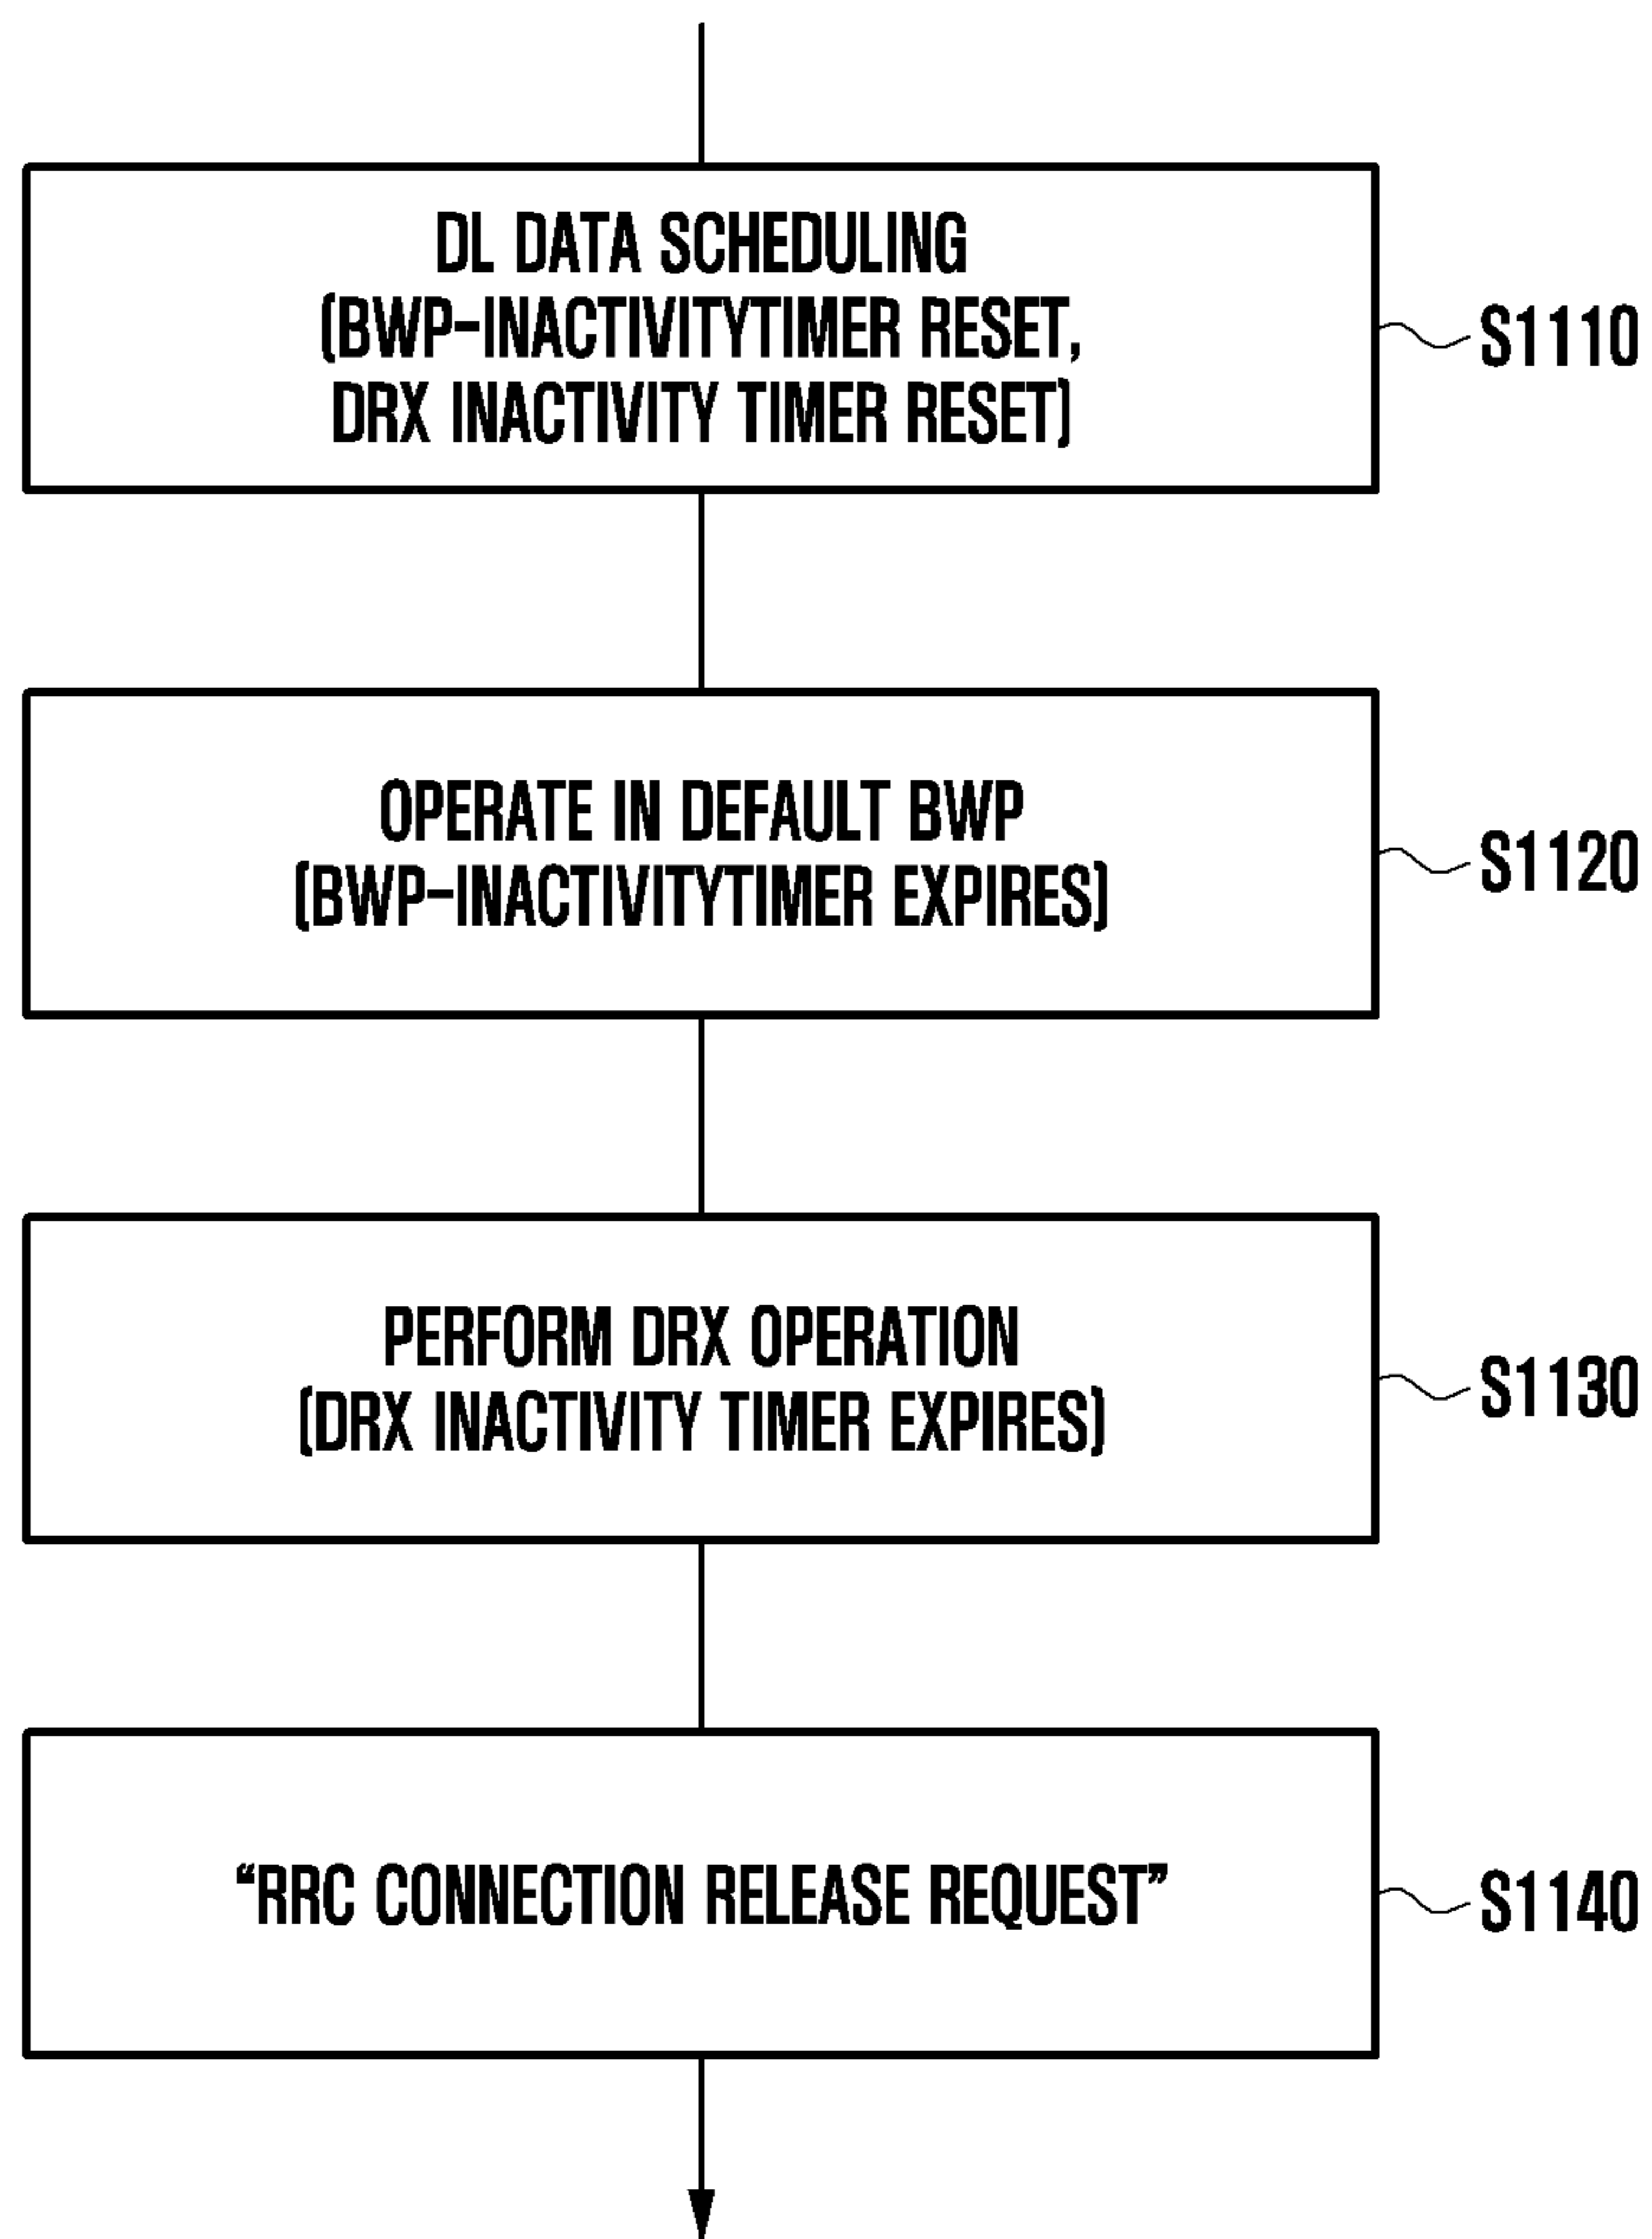 DL DATA SCHEDULING
(BWP-INACTIVITYTIMER RESET,
DRX INACTIVITY TIMER RESET)
S1110
OPERATE IN DEFAULT BWP
(BWP-INACTIVITYTIMER EXPIRES)
S1120
PERFORM DRX OPERATION
(DRX INACTIVITY TIMER EXPIRES)
S1130
“RRC CONNECTION RELEASE REQUEST”
S1140